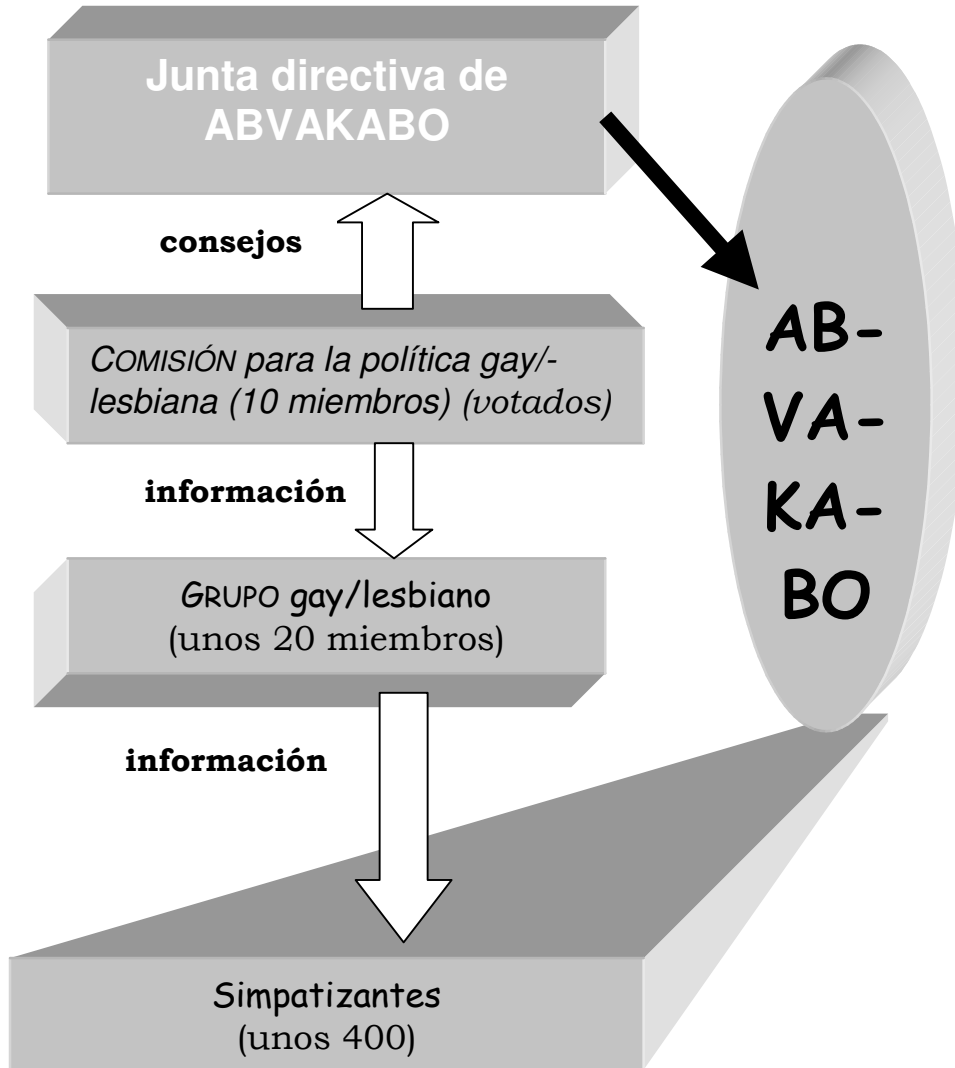 Junta directiva de
ABVAKABO
consejos
COMISIÓN para la política gay/-
lesbiana (10 miembros) (votados)
información
GRUPO gay/lesbiano
(unos 20 miembros)
información
Simpatizantes
(unos 400)
AB-
VA-
KA-
BO